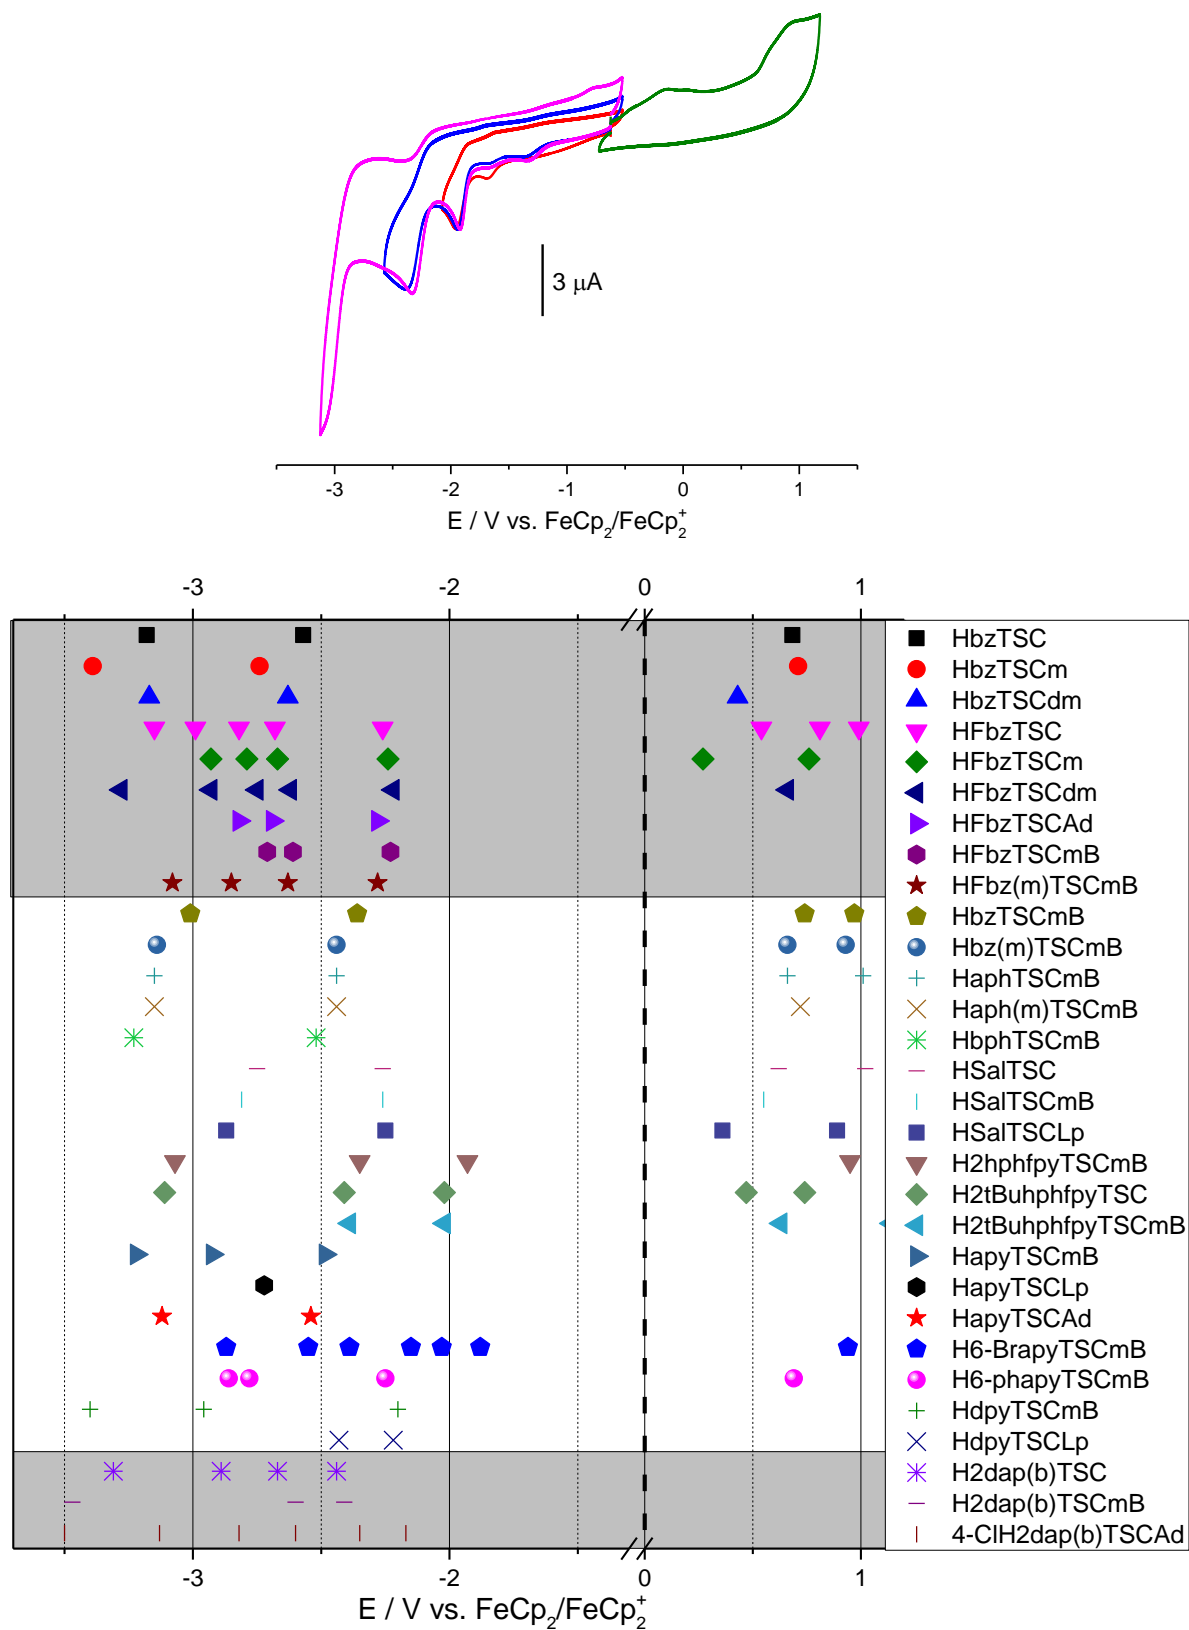 3 μA
-3 -2 -1 0 1
E / V vs. FeCp2/FeCp2+
-3 -2 0 1
HbzTSC
HbzTSCm
HbzTSCdm
HFbzTSC
HFbzTSCm
HFbzTSCdm
HFbzTSCAd
HFbzTSCmB
HFbz(m)TSCmB
HbzTSCmB
Hbz(m)TSCmB
HaphTSCmB
Haph(m)TSCmB
HbphTSCmB
HSalTSC
HSalTSCmB
HSalTSCLp
H2hphfpyTSCmB
H2tBuhphfpyTSC
H2tBuhphfpyTSCmB
HapyTSCmB
HapyTSCLp
HapyTSCAd
H6-BrapyTSCmB
H6-phapyTSCmB
HdpyTSCmB
HdpyTSCLp
H2dap(b)TSC
H2dap(b)TSCmB
4-ClH2dap(b)TSCAd
-3 -2 0 1
E / V vs. FeCp2/FeCp2+